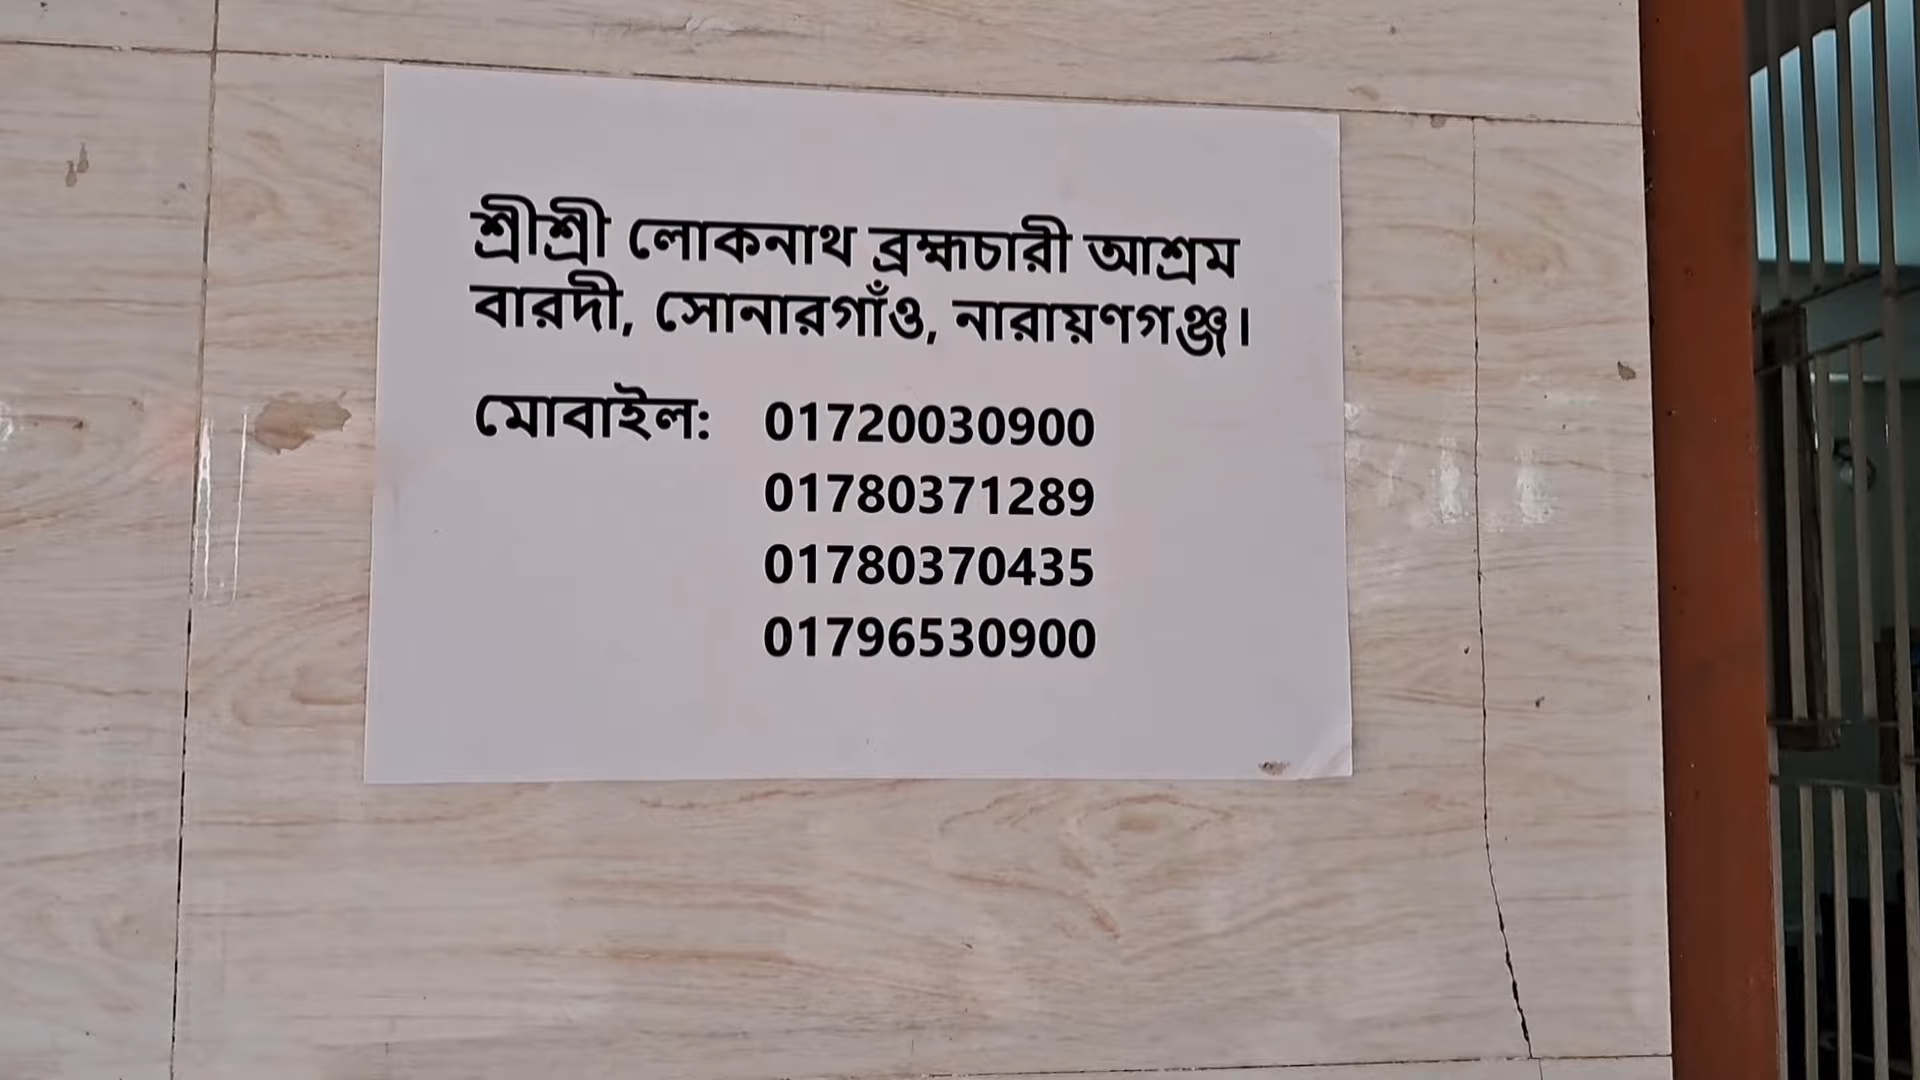 শ্রীশ্রী লোকনাথ ব্রহ্মচারী আশ্রম
বারদী, সোনারগাঁও, নারায়ণগঞ্জ।
মোবাইল: 01720030900
01780371289
01780370435
01796530900